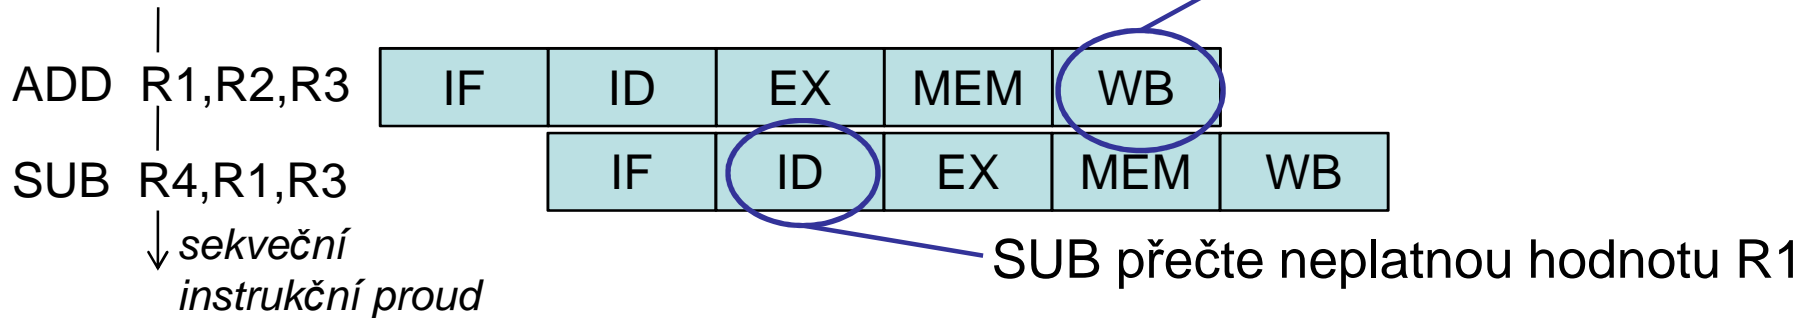 ADD R1,R2,R3 IF ID EX MEM WB
SUB R4,R1,R3 IF ID EX MEM WB
sekveční
instrukční proud
SUB přečte neplatnou hodnotu R1